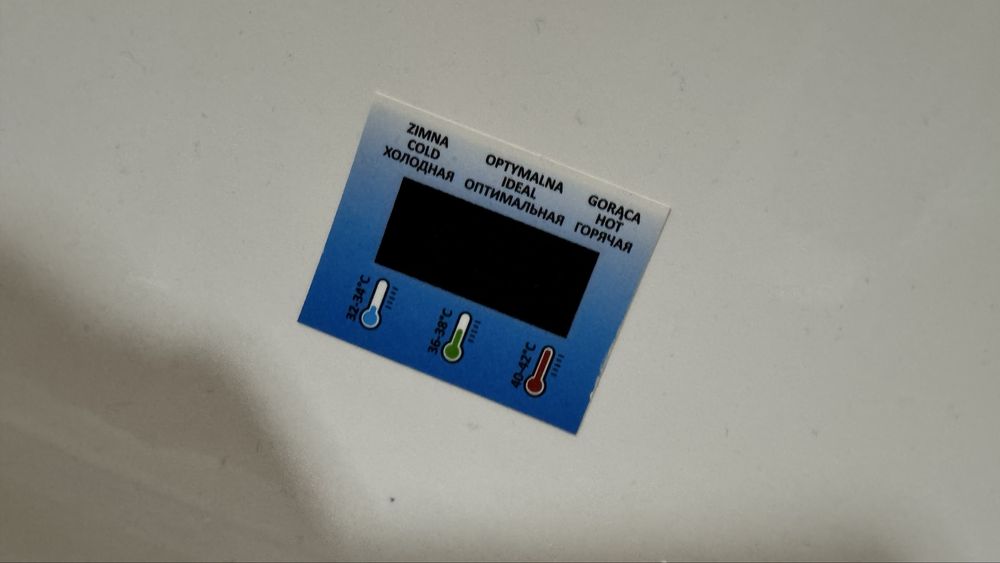 ZIMNA
COLD
ХОЛОДНАЯ
OPTYMALNA
IDEAL
ОПТИМАЛЬНАЯ
GORĄCA
HOT
ГОРЯЧАЯ
32-34°C
36-38°C
40-42°C